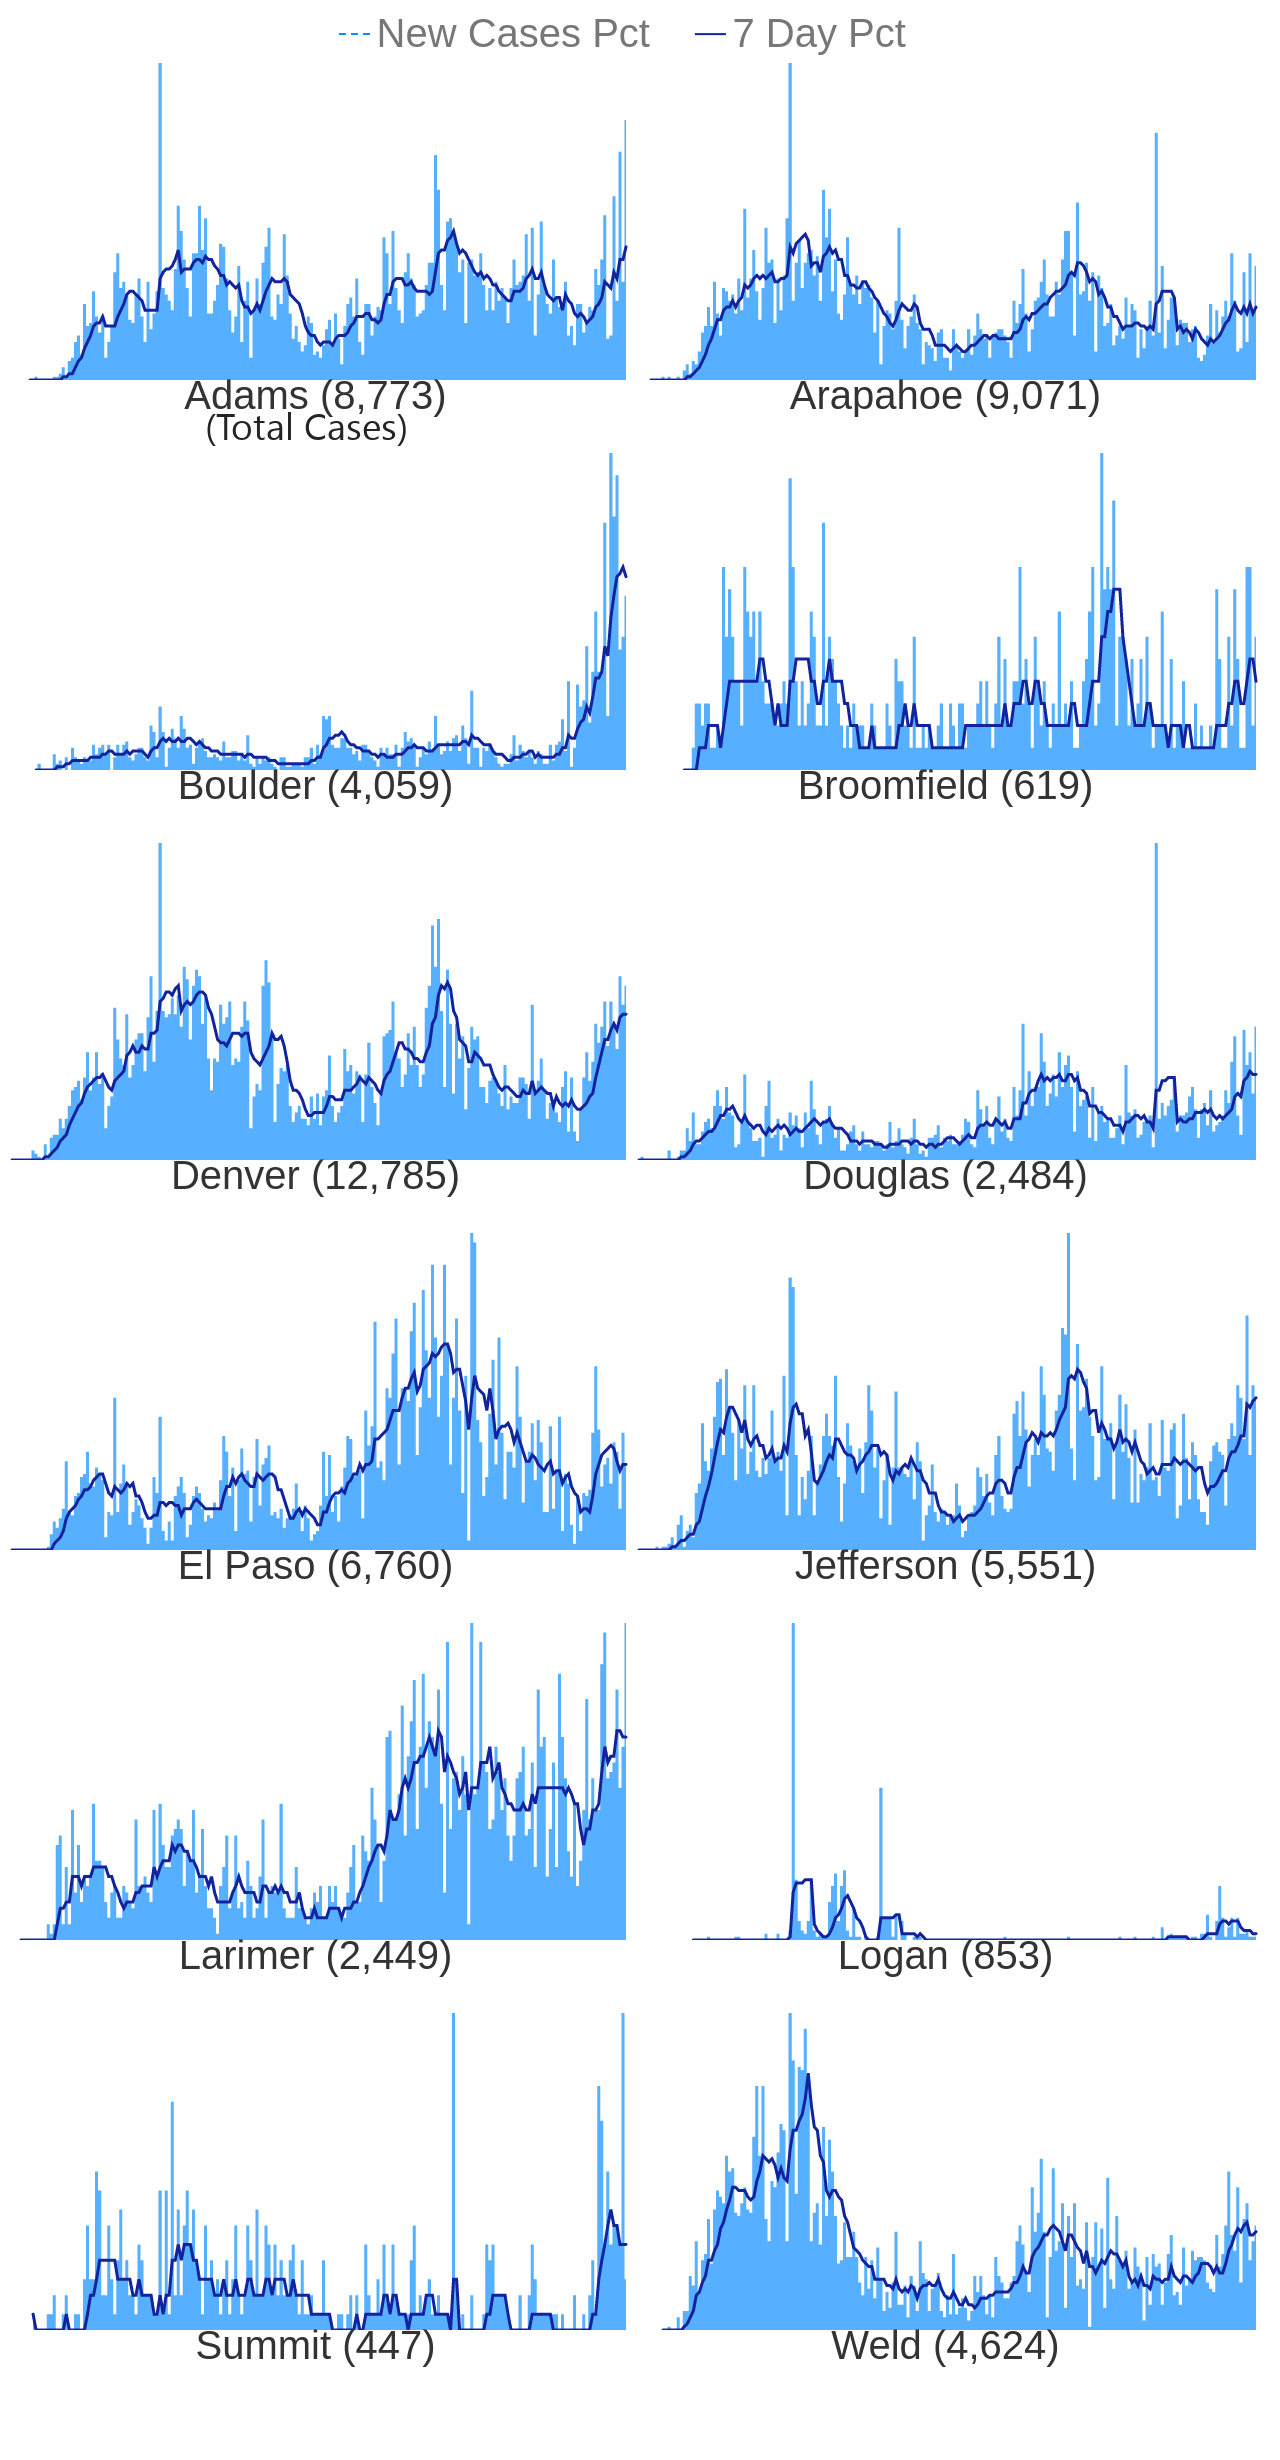 New Cases Pct 7 Day Pct
Adams (8,773) Arapahoe (9,071)
(Total Cases)
Boulder (4,059) Broomfield (619)
Denver (12,785) Douglas (2,484)
El Paso (6,760) Jefferson (5,551)
Larimer (2,449) Logan (853)
Summit (447) Weld (4,624)